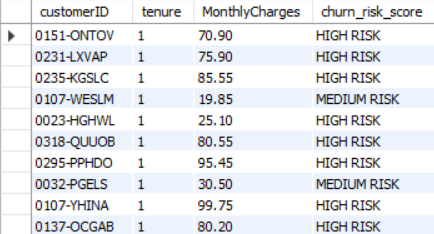 customerID tenure MonthlyCharges churn_risk_score
0151-ONTOV 1 70.90 HIGH RISK
0231-LXVAP 1 75.90 HIGH RISK
0235-KGSLC 1 85.55 HIGH RISK
0107-WESLM 1 19.85 MEDIUM RISK
0023-HGHWL 1 25.10 HIGH RISK
0318-QUUOB 1 80.55 HIGH RISK
0295-PPHDO 1 95.45 HIGH RISK
0032-PGELS 1 30.50 MEDIUM RISK
0107-YHINA 1 99.75 HIGH RISK
0137-OCGAB 1 80.20 HIGH RISK